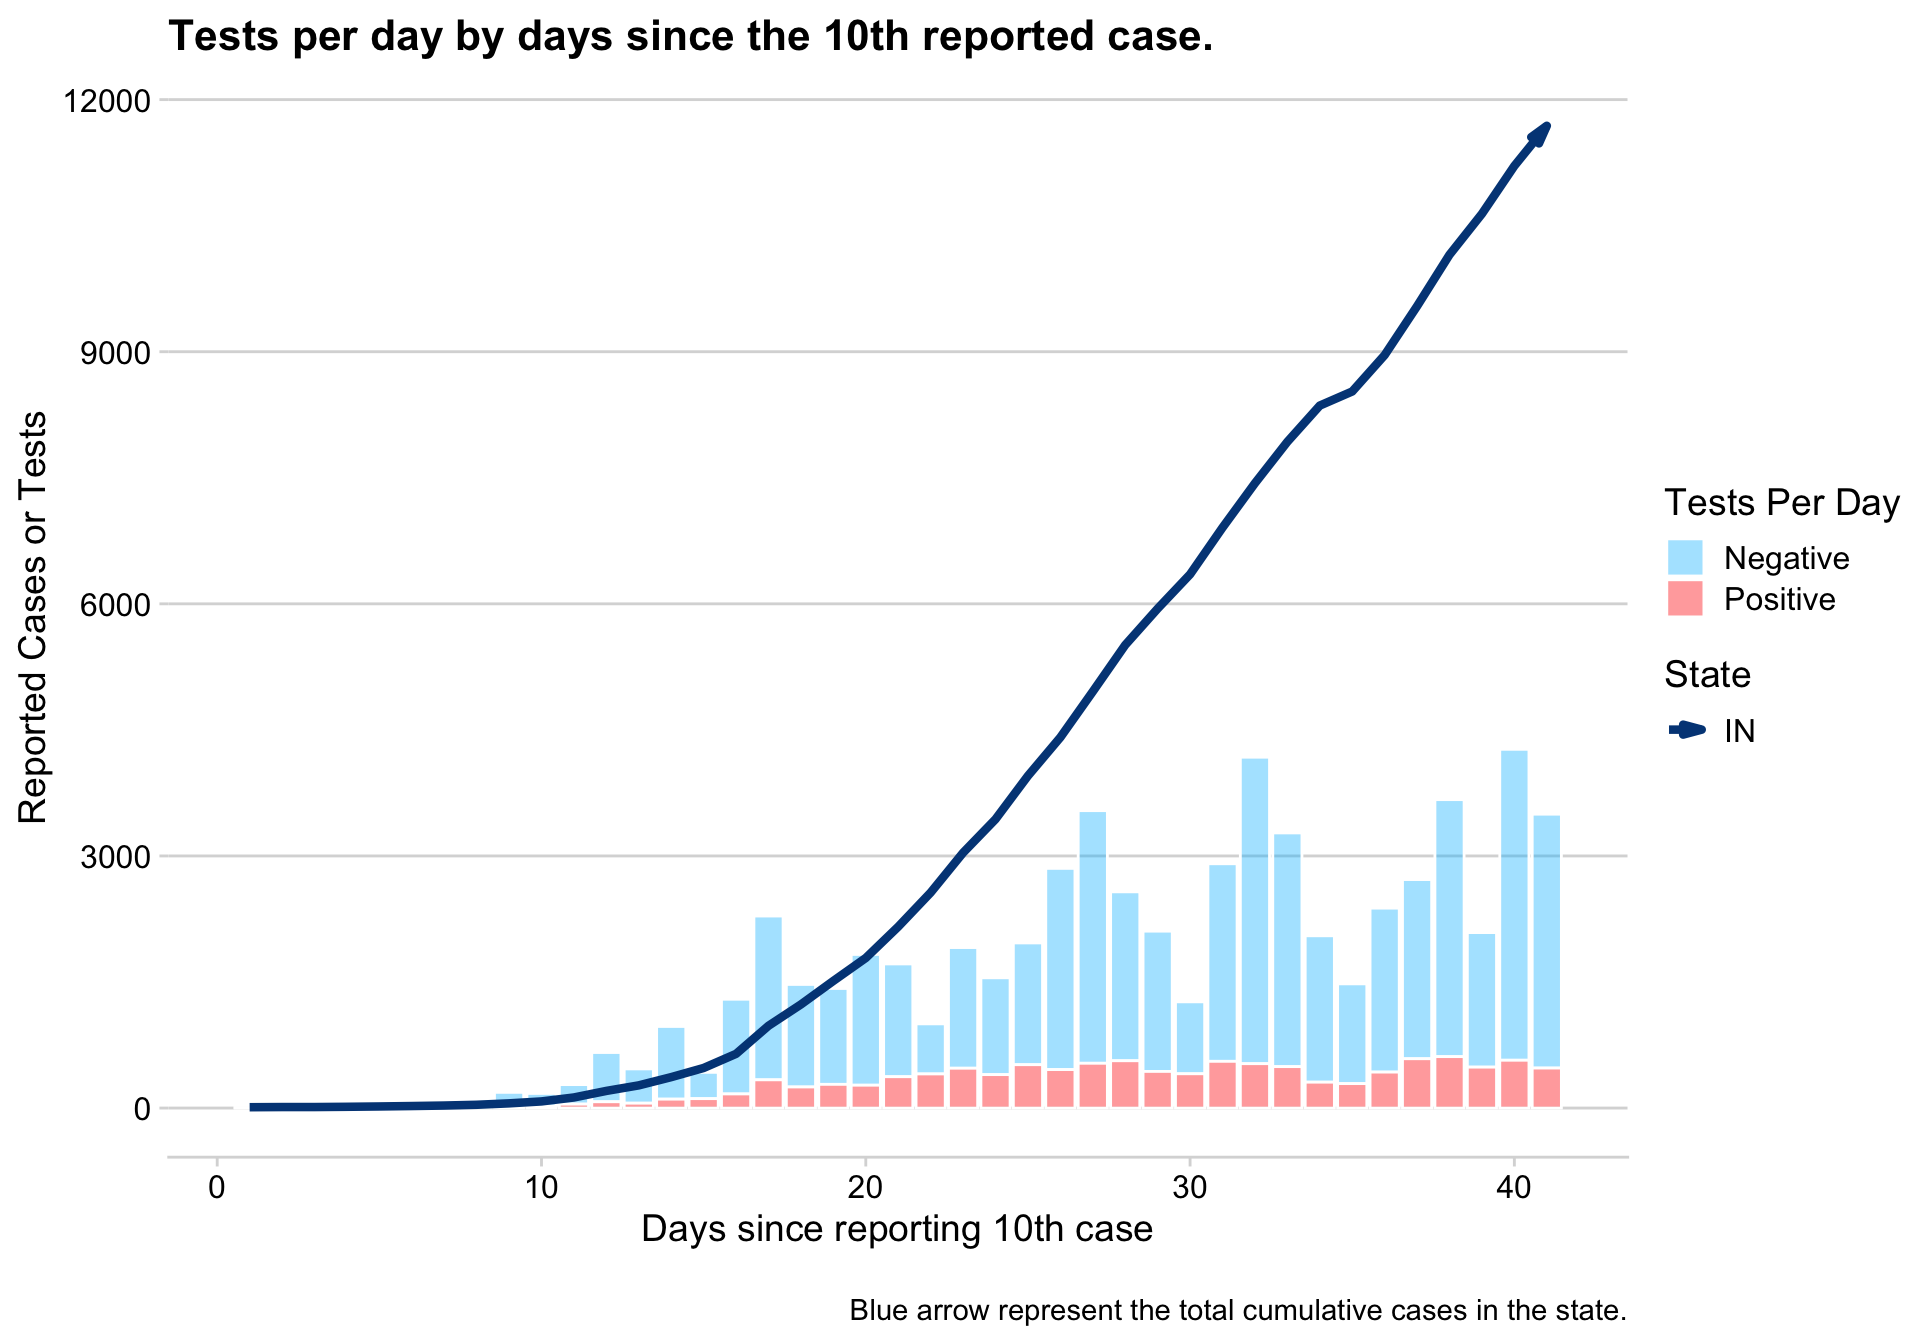 Tests per day by days since the 10th reported case.
12000
9000
6000
3000
0
Reported Cases or Tests
0 10 20 30 40
Days since reporting 10th case
Tests Per Day
Negative
Positive
State
IN
Blue arrow represent the total cumulative cases in the state.